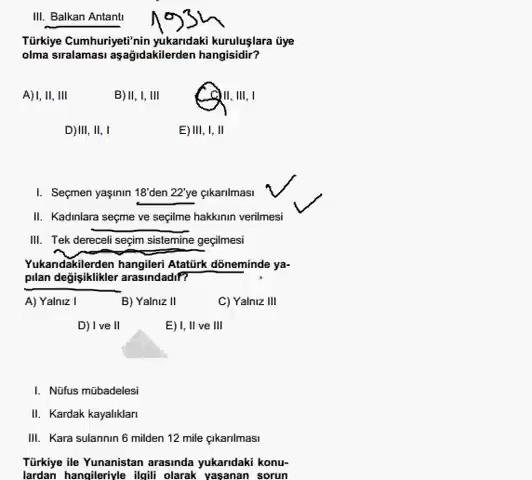 III. Balkan Antantı 1934
Türkiye Cumhuriyeti'nin yukarıdaki kuruluşlara üye
olma sıralaması aşağıdakilerden hangisidir?
A) I, II, III B) II, I, III C) II, III, I
D) III, II, I E) III, I, II
I. Seçmen yaşının 18'den 22'ye çıkarılması
II. Kadınlara seçme ve seçilme hakkının verilmesi
III. Tek dereceli seçim sistemine geçilmesi
Yukarıdakilerden hangileri Atatürk döneminde ya-
pılan değişiklikler arasındadır?
A) Yalnız I B) Yalnız II C) Yalnız III
D) I ve II E) I, II ve III
I. Nüfus mübadelesi
II. Kardak kayalıkları
III. Kara sularının 6 milden 12 mile çıkarılması
Türkiye ile Yunanistan arasında yukarıdaki konu-
lardan hangileriyle ilgili olarak yaşanan sorun